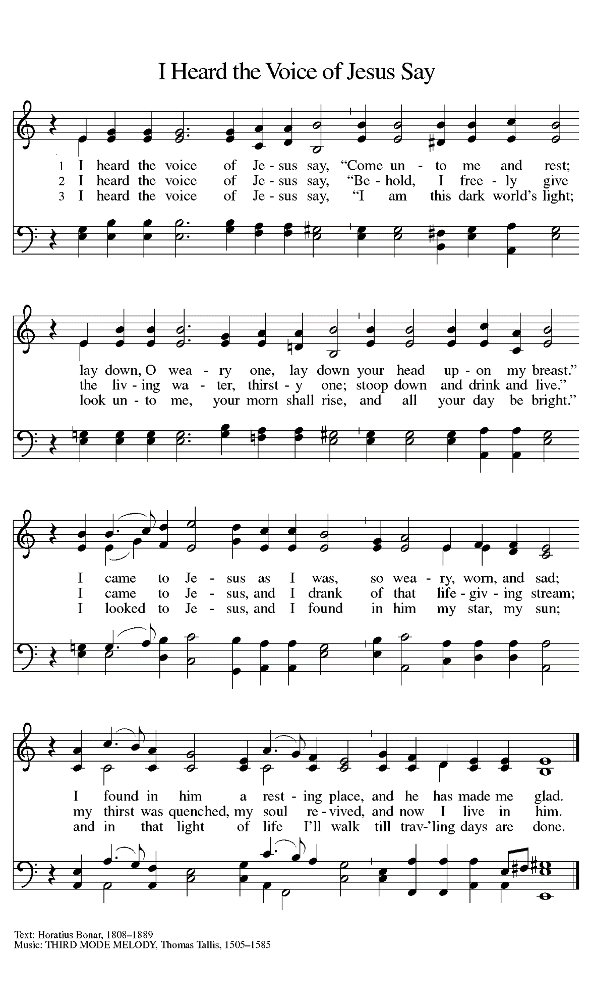 I Heard the Voice of Jesus Say
1 I heard the voice of Je - sus say, “Come un - to me and rest;
2 I heard the voice of Je - sus say, “Be - hold, I free - ly give
3 I heard the voice of Je - sus say, “I am this dark world’s light;
lay down, O wea - ry one, lay down your head up - on my breast.”
the liv - ing wa - ter, thirst - y one; stoop down and drink and live.”
look un - to me, your morn shall rise, and all your day be bright.”
I came to Je - sus as I was, so wea - ry, worn, and sad;
I came to Je - sus, and I drank of that life - giv - ing stream;
I looked to Je - sus, and I found in him my star, my sun;
I found in him a rest - ing place, and he has made me glad.
my thirst was quenched, my soul re - vived, and now I live in him.
and in that light of life I’ll walk till trav-’ling days are done.
Text: Horatius Bonar, 1808–1889
Music: THIRD MODE MELODY, Thomas Tallis, 1505–1585